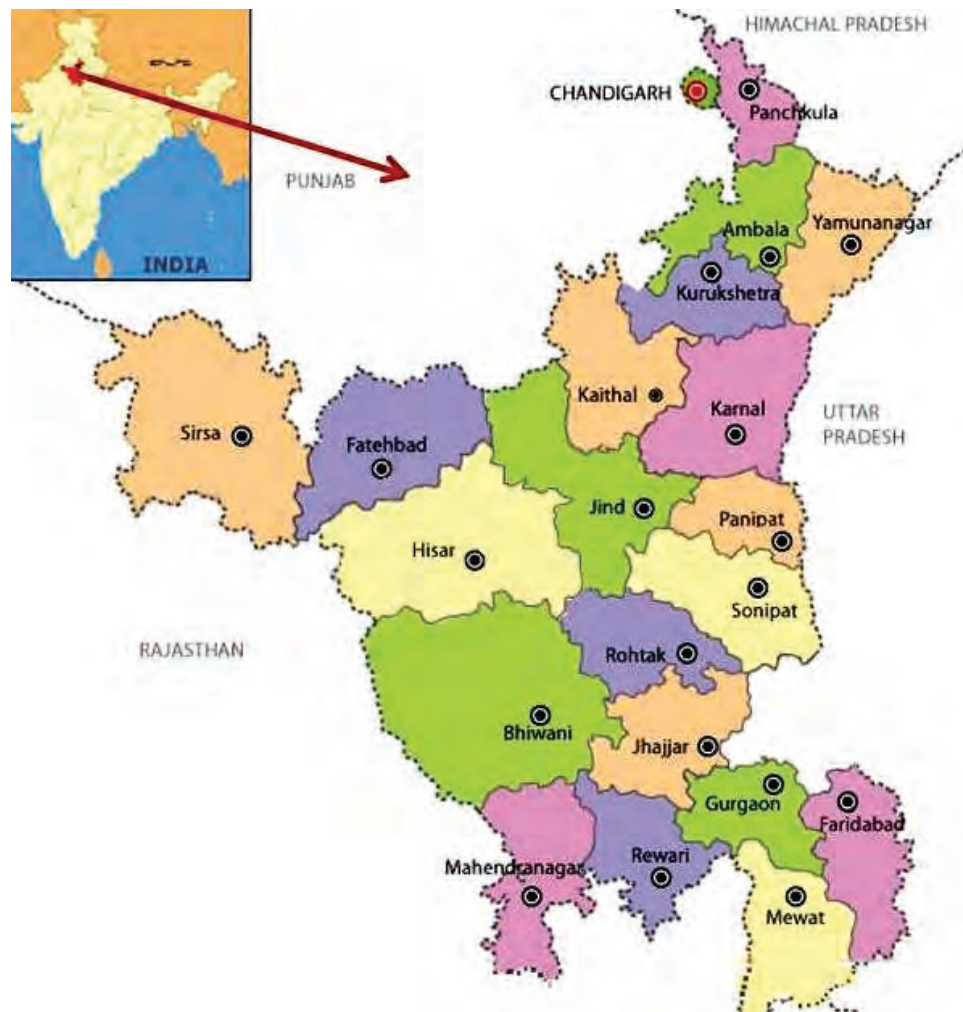 HIMACHAL PRADESH
CHANDIGARH
Panchkula
PUNJAB
Ambala
Yamunanagar
INDIA
Kurukshetra
Kaithal
Karnal
UTTAR
PRADESH
Sirsa
Fatehbad
Jind
Panipat
Hisar
Sonipat
RAJASTHAN
Rohtak
Bhiwani
Jhajjar
Gurgaon
Faridabad
Mahendranagar
Rewari
Mewat